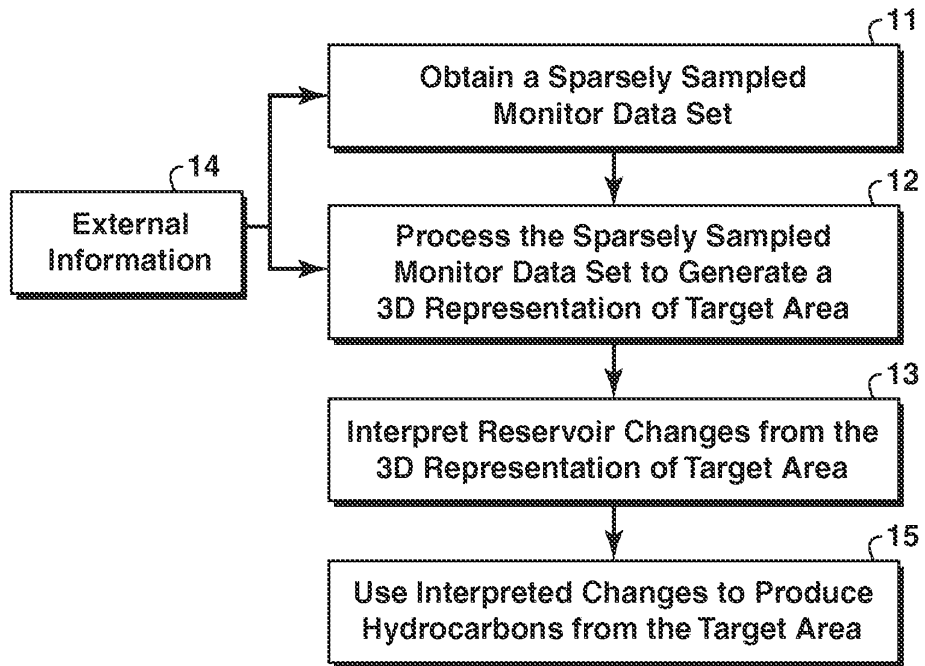 11
Obtain a Sparsely Sampled
Monitor Data Set
14
External
Information
12
Process the Sparsely Sampled
Monitor Data Set to Generate a
3D Representation of Target Area
13
Interpret Reservoir Changes from the
3D Representation of Target Area
15
Use Interpreted Changes to Produce
Hydrocarbons from the Target Area